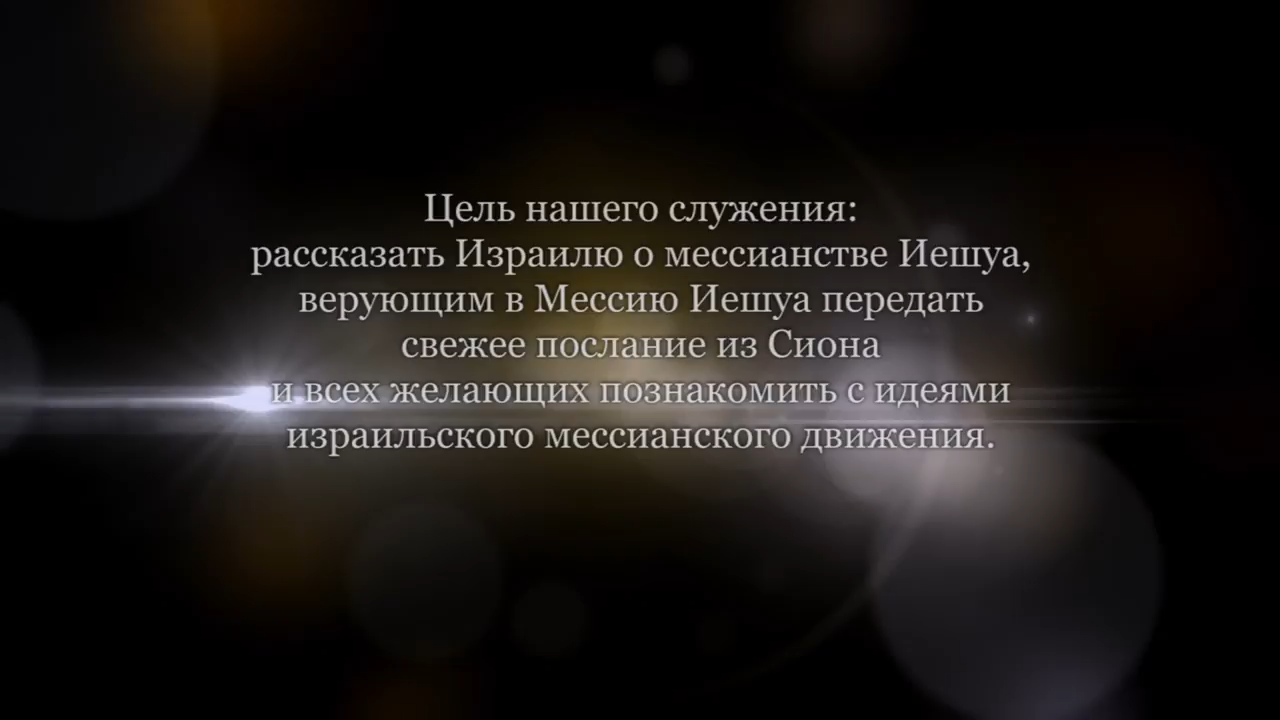 Цель нашего служения:
рассказать Израилю о мессианстве Иешуа,
верующим в Мессию Иешуа передать
свежее послание из Сиона
и всех желающих познакомить с идеями
израильского мессианского движения.